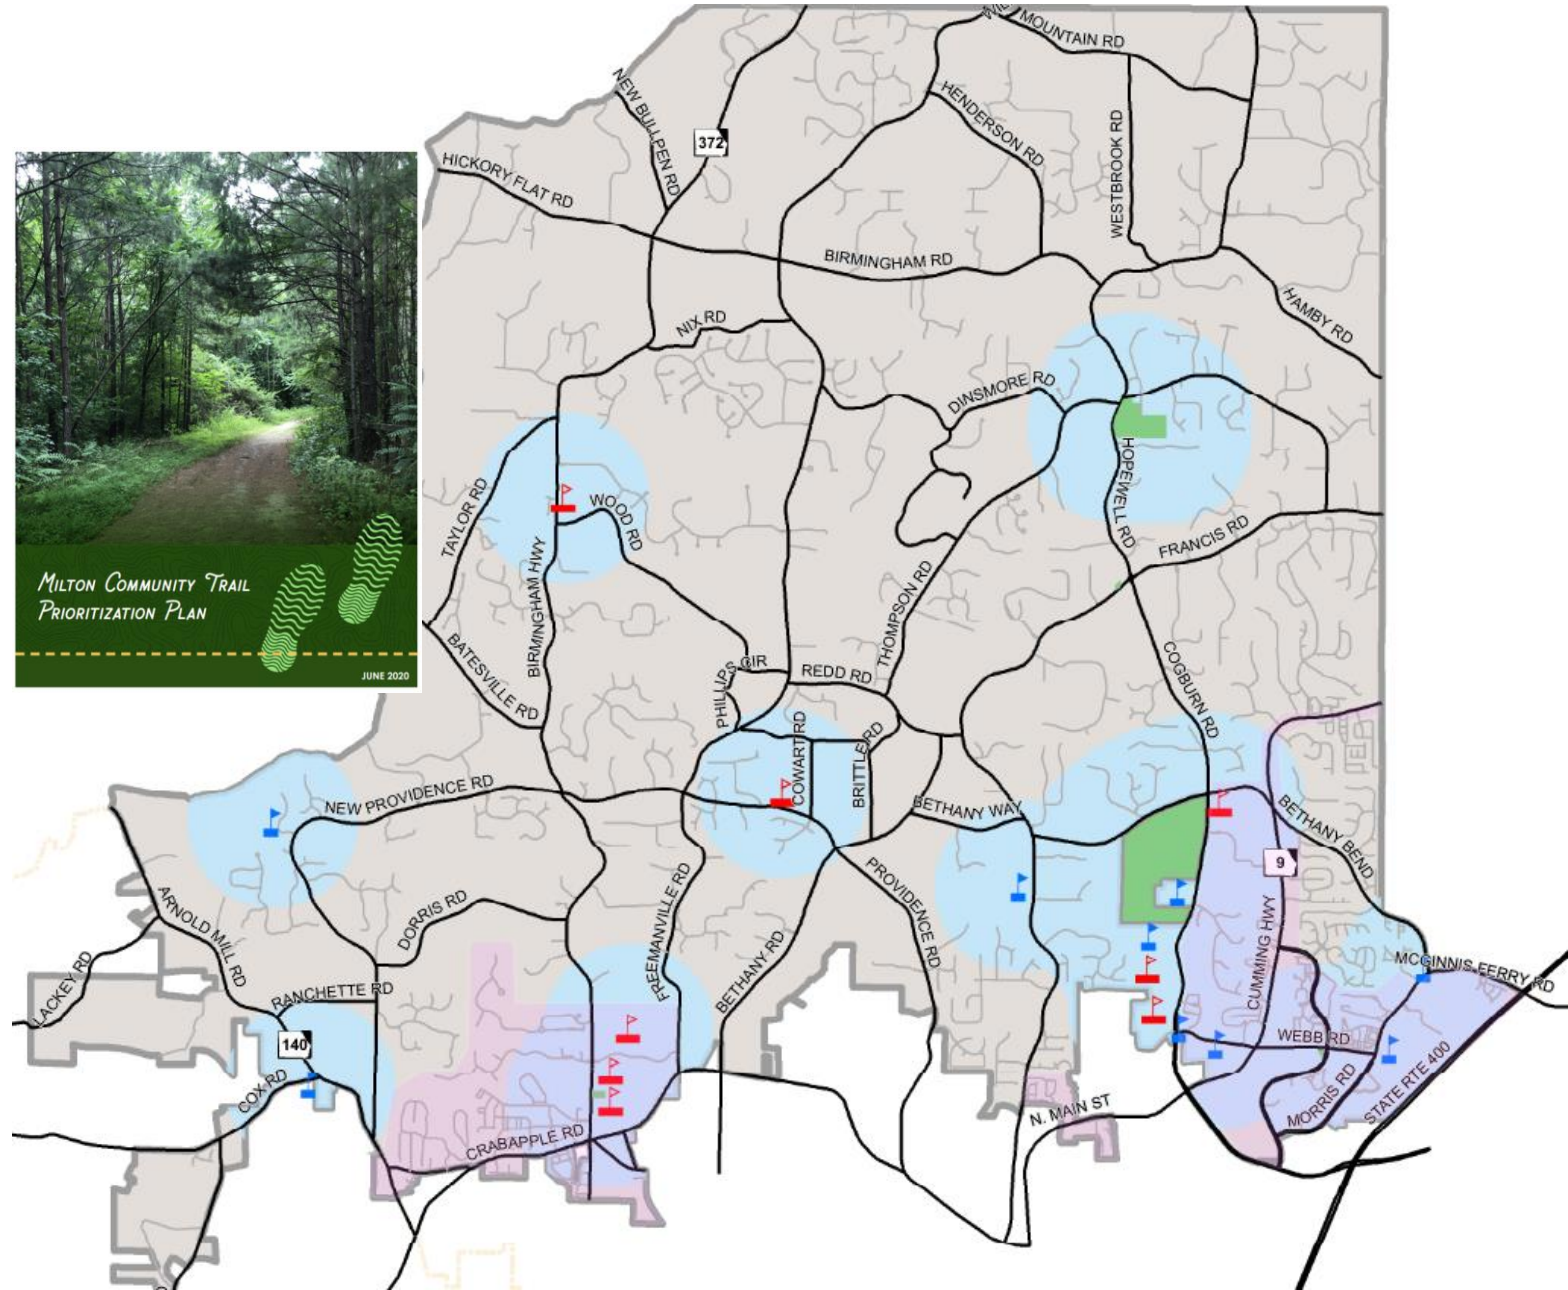 WIL
MOUNTAIN RD
NEW BULLPEN RD
HENDERSON RD
WESTBROOK RD
372
HICKORY FLAT RD
BIRMINGHAM RD
HAMBY RD
NIX RD
DINSMORE RD
TAYLOR RD
WOOD RD
HOPEWELL RD
FRANCIS RD
BIRMINGHAM HWY
THOMPSON RD
MILTON COMMUNITY TRAIL
PRIORITIZATION PLAN
JUNE 2020
BATESVILLE RD
PHILLIPS CIR
REDD RD
COGBURN RD
COWART RD
BRITTLE RD
NEW PROVIDENCE RD
BETHANY WAY
BETHANY BEND
9
PROVIDENCE RD
FREEMANVILLE RD
DORRIS RD
ARNOLD MILL RD
LACKEY RD
BETHANY RD
CUMMING HWY
MCGINNIS FERRY RD
RANCHETTE RD
140
WEBB RD
COX RD
MORRIS RD
STATE RTE 400
N. MAIN ST
CRABAPPLE RD